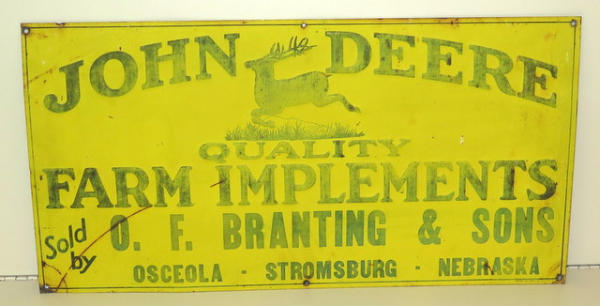 JOHN DEERE
QUALITY
FARM IMPLEMENTS
Sold by O. F. BRANTING & SONS
OSCEOLA - STROMSBURG - NEBRASKA